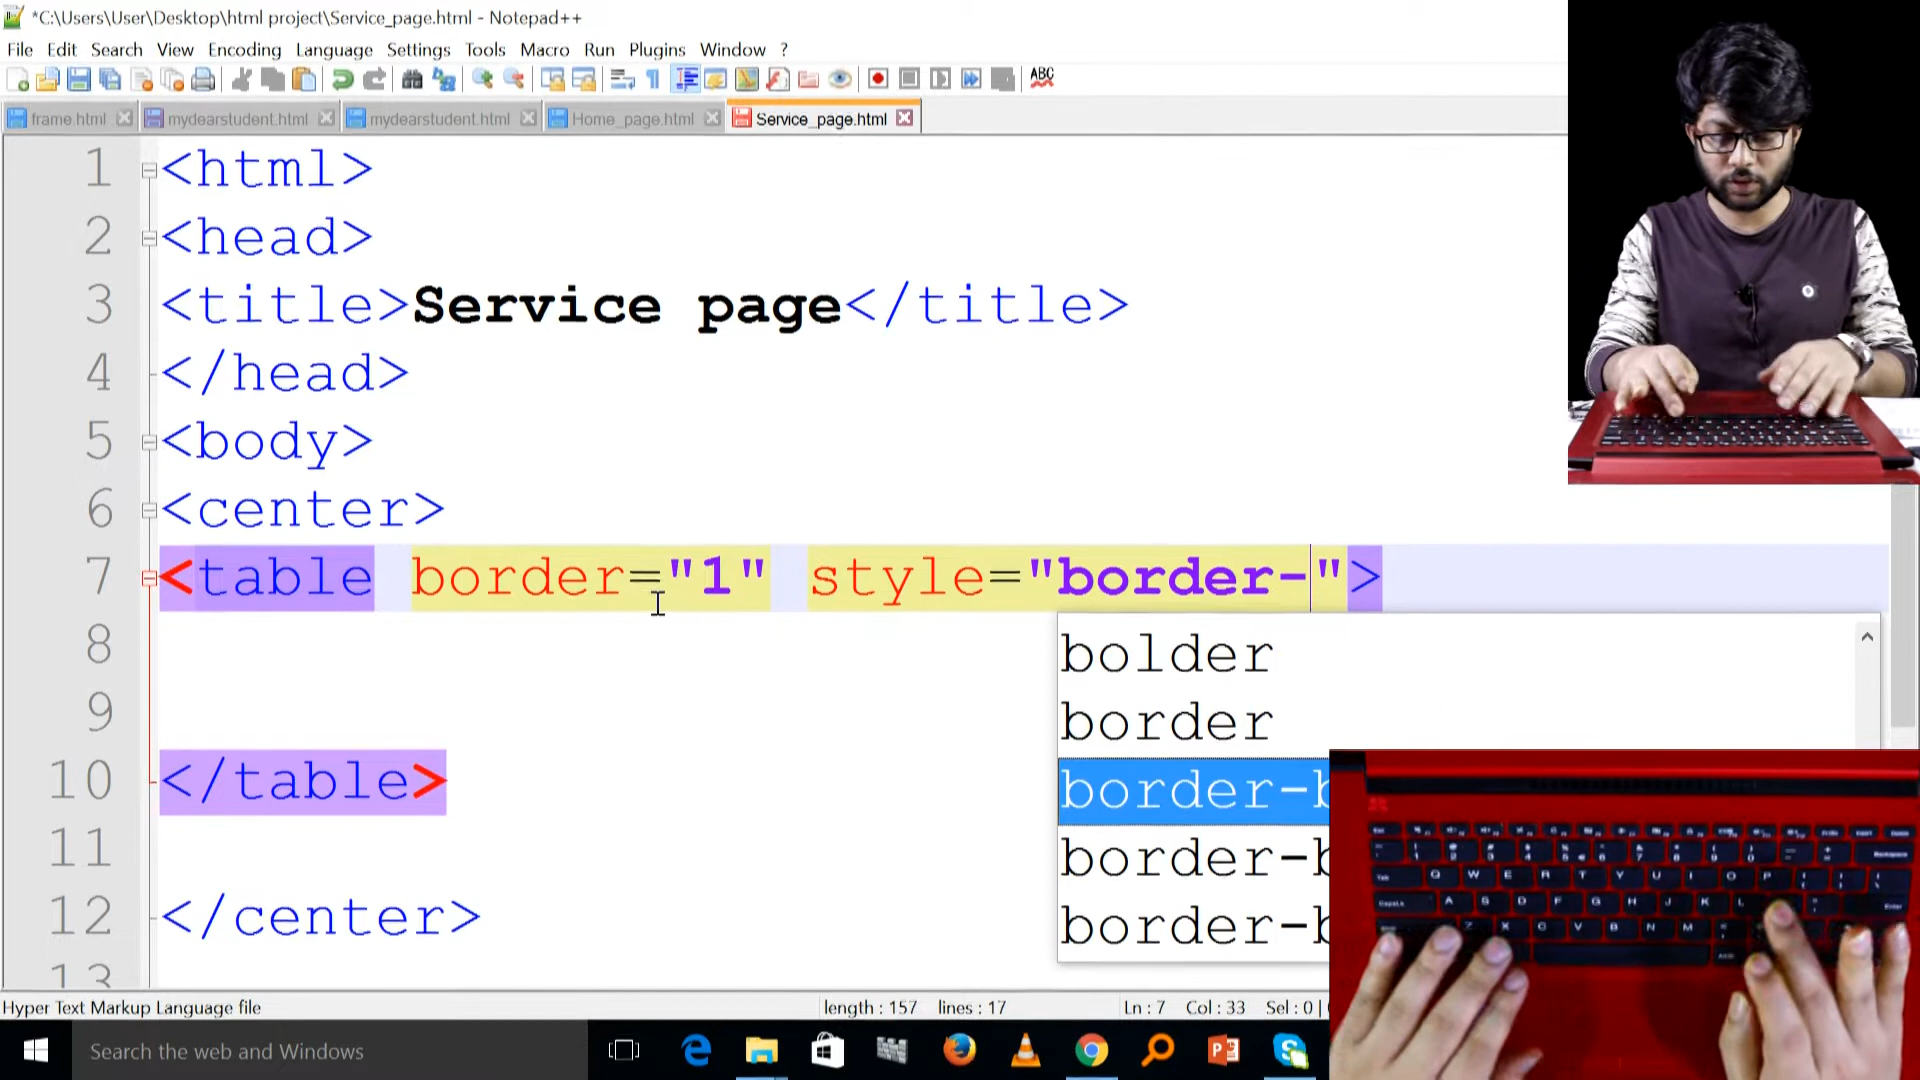 *C:\Users\User\Desktop\html project\Service_page.html - Notepad++
File Edit Search View Encoding Language Settings Tools Macro Run Plugins Window ?
ABC
frame.html mydearstudent.html mydearstudent.html Home_page.html Service_page.html
1 <html>
2 <head>
3 <title>Service page</title>
4 </head>
5 <body>
6 <center>
7 <table border="1" style="border-">
8 bolder
9 border
10 </table> border-b
11 border-b
12 </center> border-b
13
Hyper Text Markup Language file length : 157 lines : 17 Ln : 7 Col : 33 Sel : 0 |
Search the web and Windows